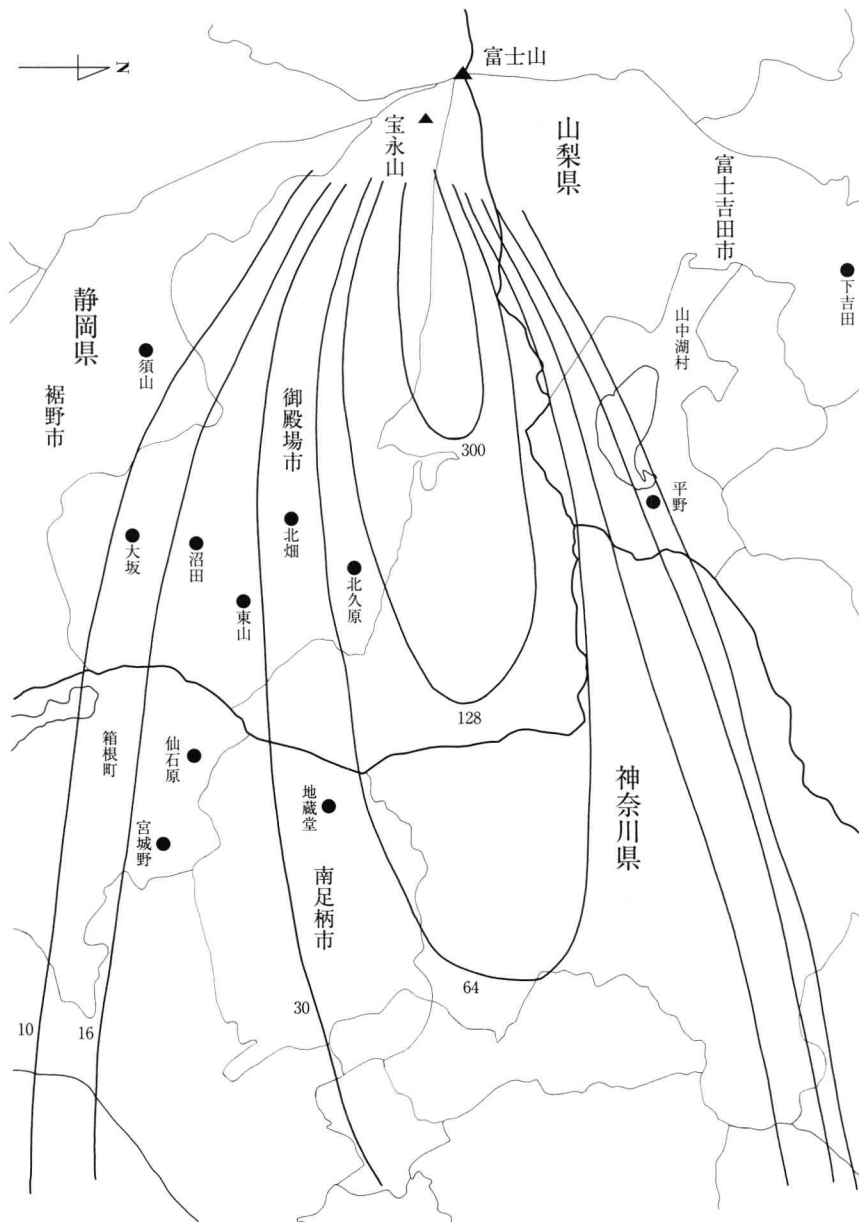 N
富士山
宝永山
山梨県
富士吉田市
下吉田
静岡県
須山
裾野市
御殿場市
山中湖村
300
平野
大坂
沼田
北畑
北久原
東山
128
箱根町
仙石原
宮城野
地蔵堂
神奈川県
南足柄市
64
10
16
30